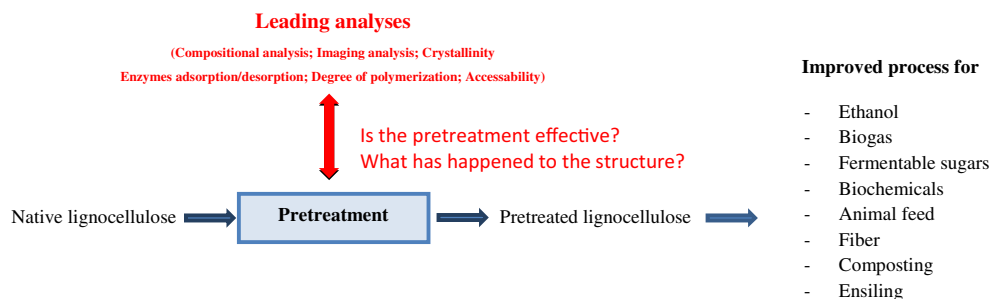 Leading analyses
(Compositional analysis; Imaging analysis; Crystallinity
Enzymes adsorption/desorption; Degree of polymerization; Accessability)
Is the pretreatment effective?
What has happened to the structure?
Native lignocellulose
Pretreatment
Pretreated lignocellulose
Improved process for
- Ethanol
- Biogas
- Fermentable sugars
- Biochemicals
- Animal feed
- Fiber
- Composting
- Ensiling